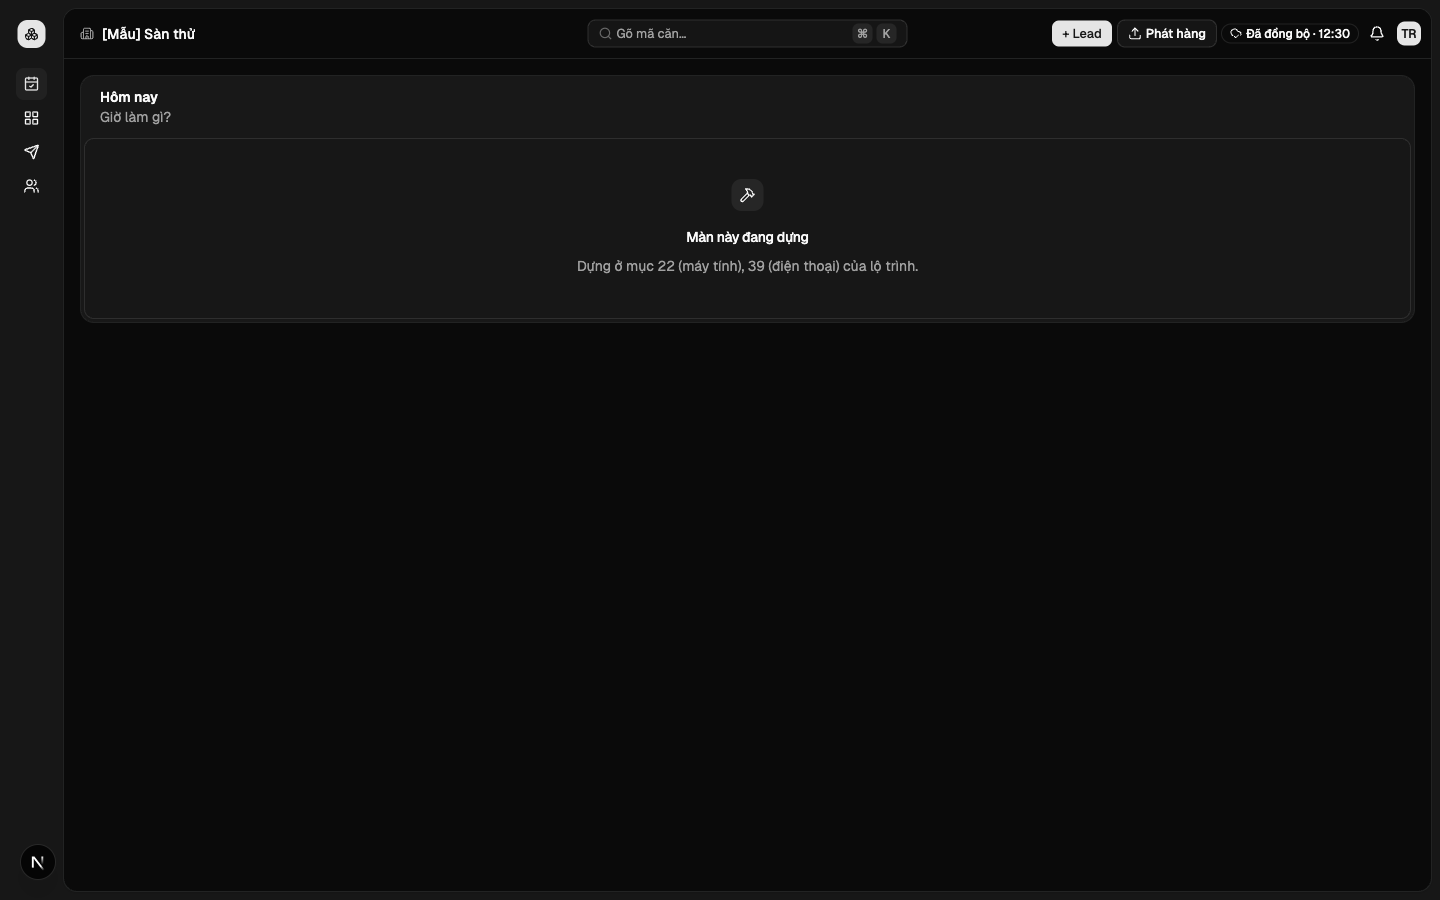 [Mẫu] Sàn thử
Gõ mã căn...
⌘ K
+ Lead
Phát hàng
Đã đồng bộ · 12:30
TR
Hôm nay
Giờ làm gì?
Màn này đang dựng
Dựng ở mục 22 (máy tính), 39 (điện thoại) của lộ trình.
N